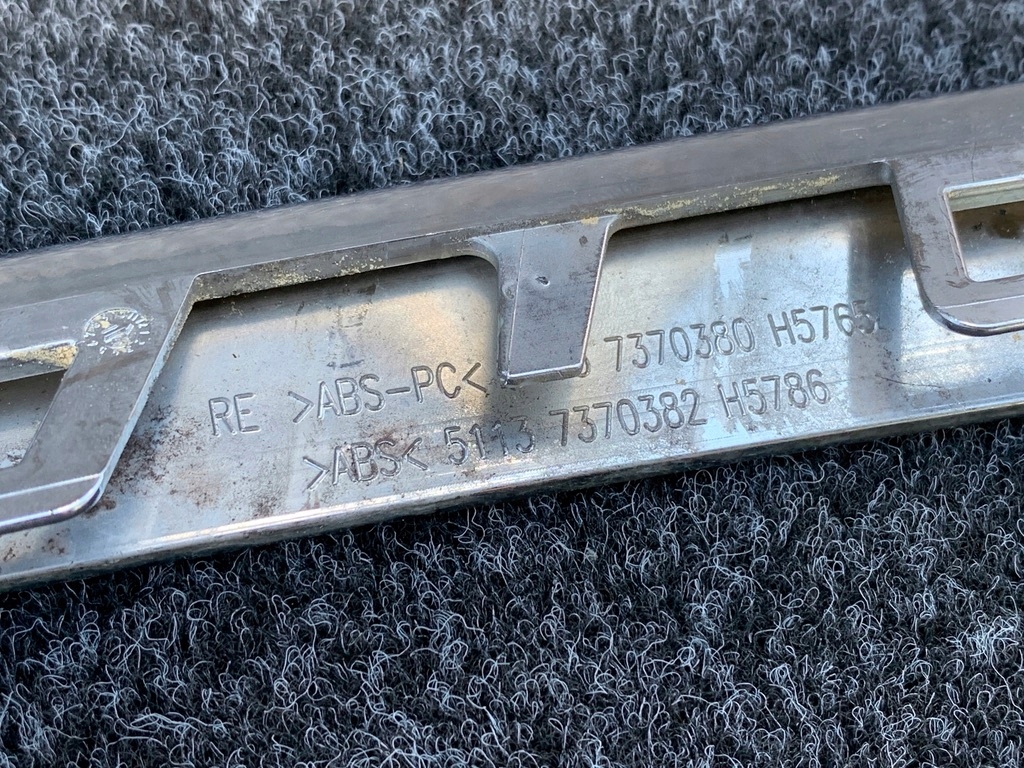 RE >ABS-PC< 7370380 H5765
>ABS< 5113 7370382 H5786